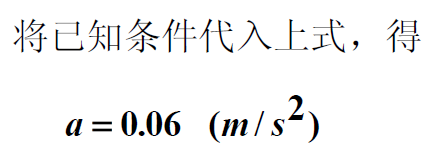 将已知条件代入上式，得
a = 0.06 (m/s²)